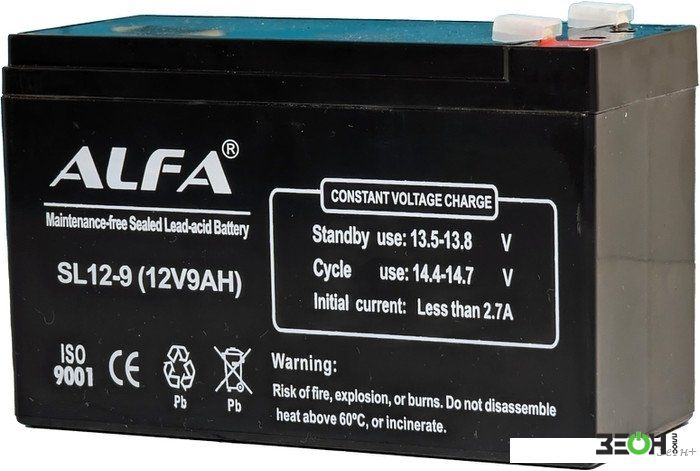 ALFA®
Maintenance-free Sealed Lead-acid Battery
SL12-9 (12V9AH)
CONSTANT VOLTAGE CHARGE
Standby use: 13.5-13.8 V
Cycle use: 14.4-14.7 V
Initial current: Less than 2.7A
ISO
9001
CE
Pb
Pb
Warning:
Risk of fire, explosion, or burns. Do not disassemble
heat above 60°C, or incinerate.
ЗЕОН